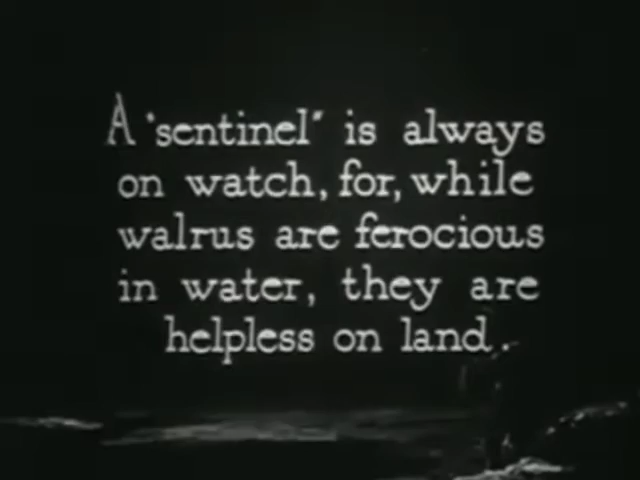 A "sentinel" is always
on watch, for, while
walrus are ferocious
in water, they are
helpless on land.